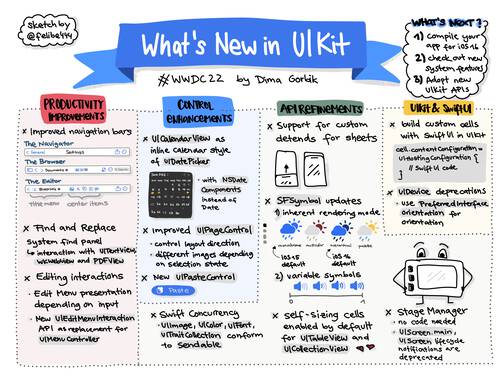 sketch by
@felibe444
What's New in UIKit
#WWDC22 by Dima Gorbik
WHAT'S NEXT?
1) Compile your
app for iOS 16
2) check out new
system features
3) Adopt new
UIKit APIs
PRODUCTIVITY
IMPROVEMENTS
x Improved navigation bars
The Navigator
General
Settings
The Browser
Documents
The Editor
Blueprints
title menu
center items
x Find and Replace
system find panel
interaction with UITextView,
WKWebView and PDFView
x Editing interactions
- Edit Menu presentation
depending on input
- New UIEditMenuInteraction
API as replacement for
UIMenuController
CONTROL
ENHANCEMENTS
x UICalendarView as
inline Calendar style
of UIDatePicker
- with NSDate
Components
instead of
Date
x Improved UIPageControl
- control layout direction
- different images depending
on selection state
x New UIPasteControl
Paste
x Swift Concurrency
- UIImage, UIColor, UIFont,
UITraitCollection conform
to Sendable
API REFINEMENTS
x Support for custom
detends for sheets
x SFSymbol updates
1) inherent rendering mode
monochrome
multicolor
hierarchical
palette
iOS 15
default
iOS 16
default
2) variable symbols
0
1
x self-sizing cells
enabled by default
for UITableView and
UICollectionView
UIKit & SwiftUI
x build custom cells
with SwiftUI in UIKit
cell.contentConfiguration =
UIHostingConfiguration {
// Swift UI code
}
x UIDevice deprecations
- use PreferredInterface
orientation for
orientation
x Stage Manager
- no code needed
- UIScreen.main,
UIScreen lifecycle
notifications are
deprecated